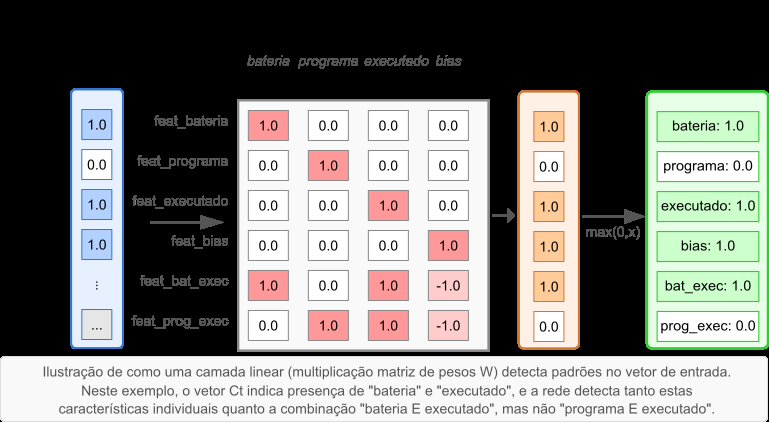 bateria programa executado bias
feat_bateria
feat_programa
feat_executado
feat_bias
feat_bat_exec
feat_prog_exec
1.0
0.0
1.0
1.0
⋮
...
1.0 0.0 0.0 0.0
0.0 1.0 0.0 0.0
0.0 0.0 1.0 0.0
0.0 0.0 0.0 1.0
1.0 0.0 1.0 -1.0
0.0 1.0 1.0 -1.0
1.0
0.0
1.0
1.0
1.0
0.0
max(0,x)
bateria: 1.0
programa: 0.0
executado: 1.0
bias: 1.0
bat_exec: 1.0
prog_exec: 0.0
Ilustração de como uma camada linear (multiplicação matriz de pesos W) detecta padrões no vetor de entrada.
Neste exemplo, o vetor Ct indica presença de "bateria" e "executado", e a rede detecta tanto estas
características individuais quanto a combinação "bateria E executado", mas não "programa E executado".